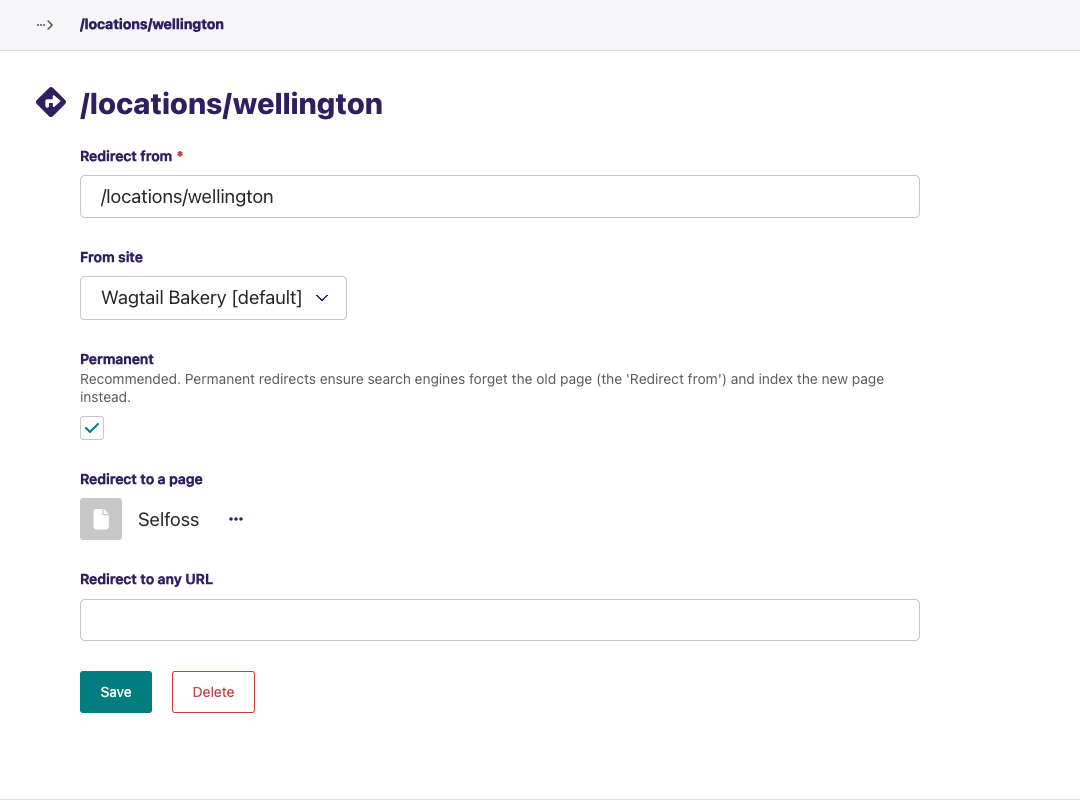 /locations/wellington
/locations/wellington
Redirect from *
/locations/wellington
From site
Wagtail Bakery [default]
Permanent
Recommended. Permanent redirects ensure search engines forget the old page (the 'Redirect from') and index the new page
instead.
Redirect to a page
Selfoss
Redirect to any URL
Save
Delete